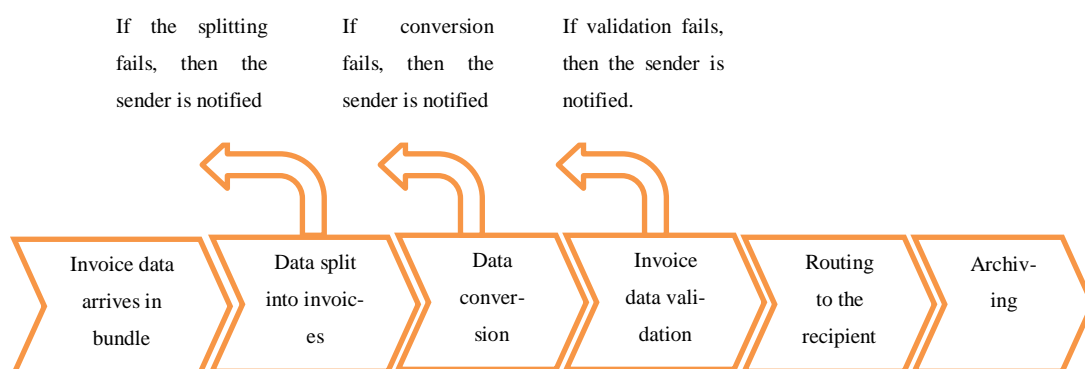 If the splitting
fails, then the
sender is notified
If conversion
fails, then the
sender is notified
If validation fails,
then the sender is
notified.
Invoice data
arrives in
bundle
Data split
into invoic-
es
Data
conver-
sion
Invoice
data vali-
dation
Routing
to the
recipient
Archiv-
ing